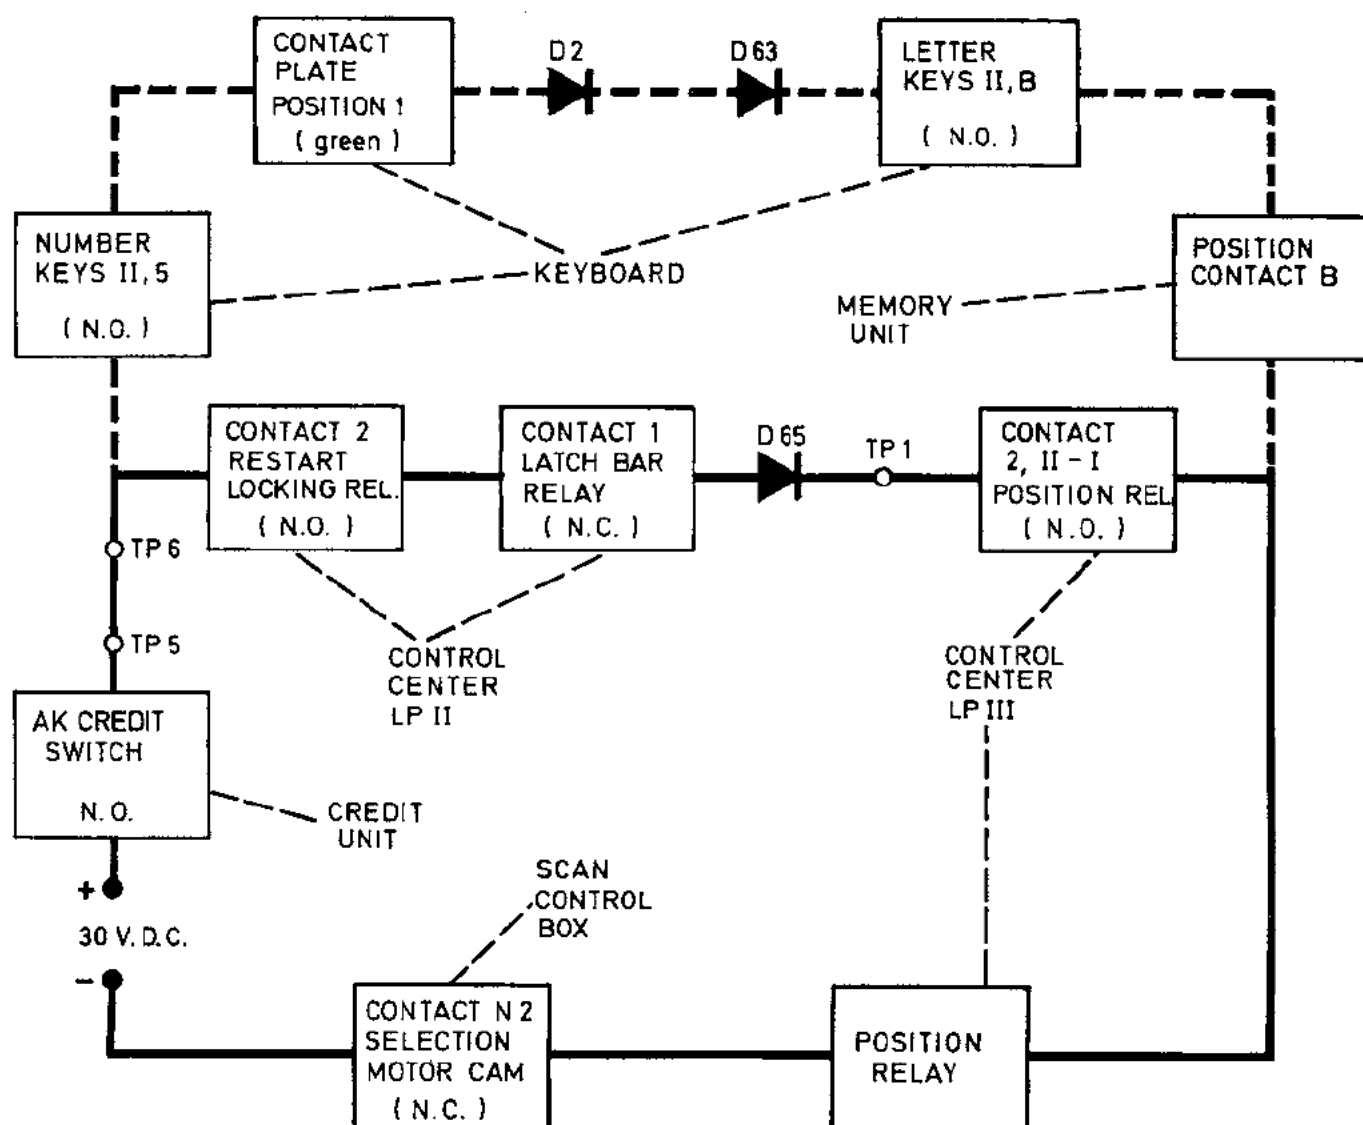 CONTACT
PLATE
POSITION 1
( green )
D2
D63
LETTER
KEYS II, B
( N.O. )
NUMBER
KEYS II, 5
( N.O. )
KEYBOARD
MEMORY
UNIT
POSITION
CONTACT B
CONTACT 2
RESTART
LOCKING REL.
( N.O. )
CONTACT 1
LATCH BAR
RELAY
( N.C. )
D65
TP1
CONTACT
2, II - I
POSITION REL
( N.O. )
TP6
TP5
CONTROL
CENTER
LP II
CONTROL
CENTER
LP III
AK CREDIT
SWITCH
N.O.
CREDIT
UNIT
+
30 V. D. C.
-
SCAN
CONTROL
BOX
CONTACT N2
SELECTION
MOTOR CAM
( N.C. )
POSITION
RELAY